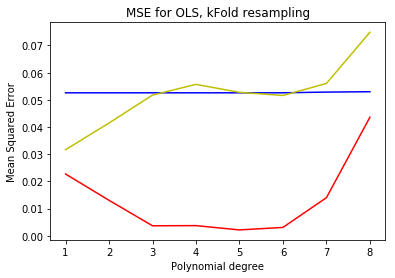 MSE for OLS, kFold resampling
Mean Squared Error
0.07
0.06
0.05
0.04
0.03
0.02
0.01
0.00
1 2 3 4 5 6 7 8
Polynomial degree